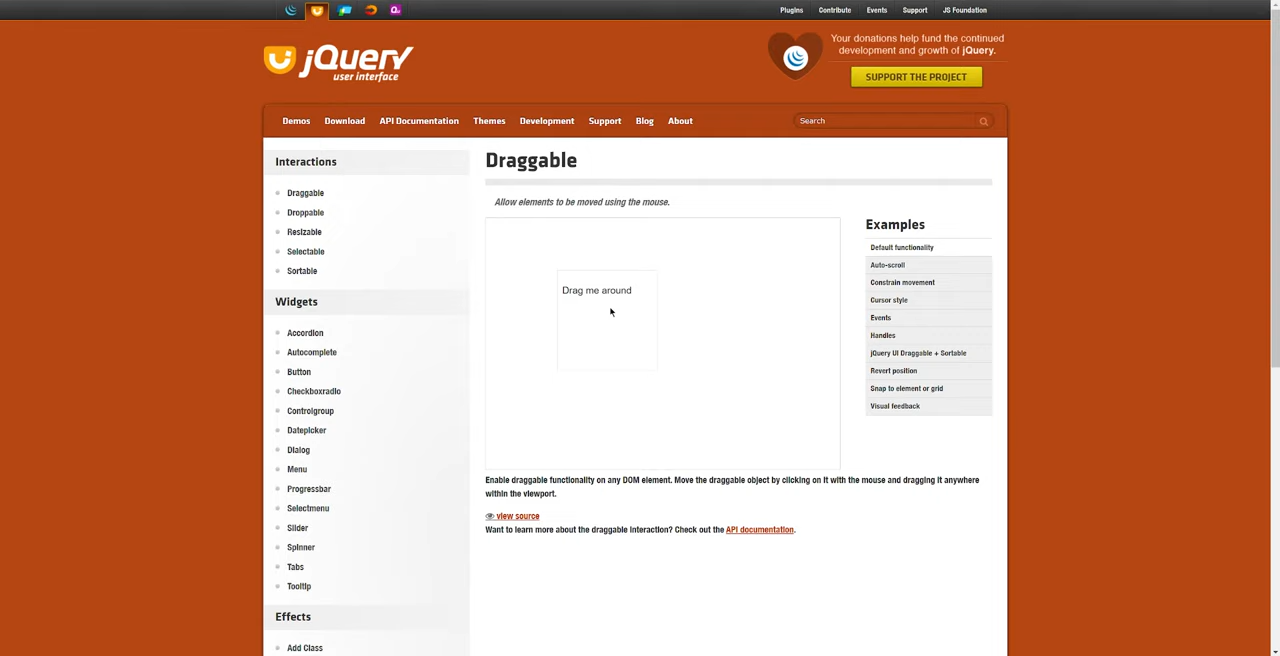 Plugins Contribute Events Support JS Foundation
jQuery
user interface
Your donations help fund the continued
development and growth of jQuery.
SUPPORT THE PROJECT
Demos Download API Documentation Themes Development Support Blog About Search
Interactions
Draggable
Droppable
Resizable
Selectable
Sortable
Widgets
Accordion
Autocomplete
Button
Checkboxradio
Controlgroup
Datepicker
Dialog
Menu
Progressbar
Selectmenu
Slider
Spinner
Tabs
Tooltip
Effects
Add Class
Draggable
Allow elements to be moved using the mouse.
Drag me around
Enable draggable functionality on any DOM element. Move the draggable object by clicking on it with the mouse and dragging it anywhere
within the viewport.
view source
Want to learn more about the draggable interaction? Check out the API documentation.
Examples
Default functionality
Auto-scroll
Constrain movement
Cursor style
Events
Handles
jQuery UI Draggable + Sortable
Revert position
Snap to element or grid
Visual feedback